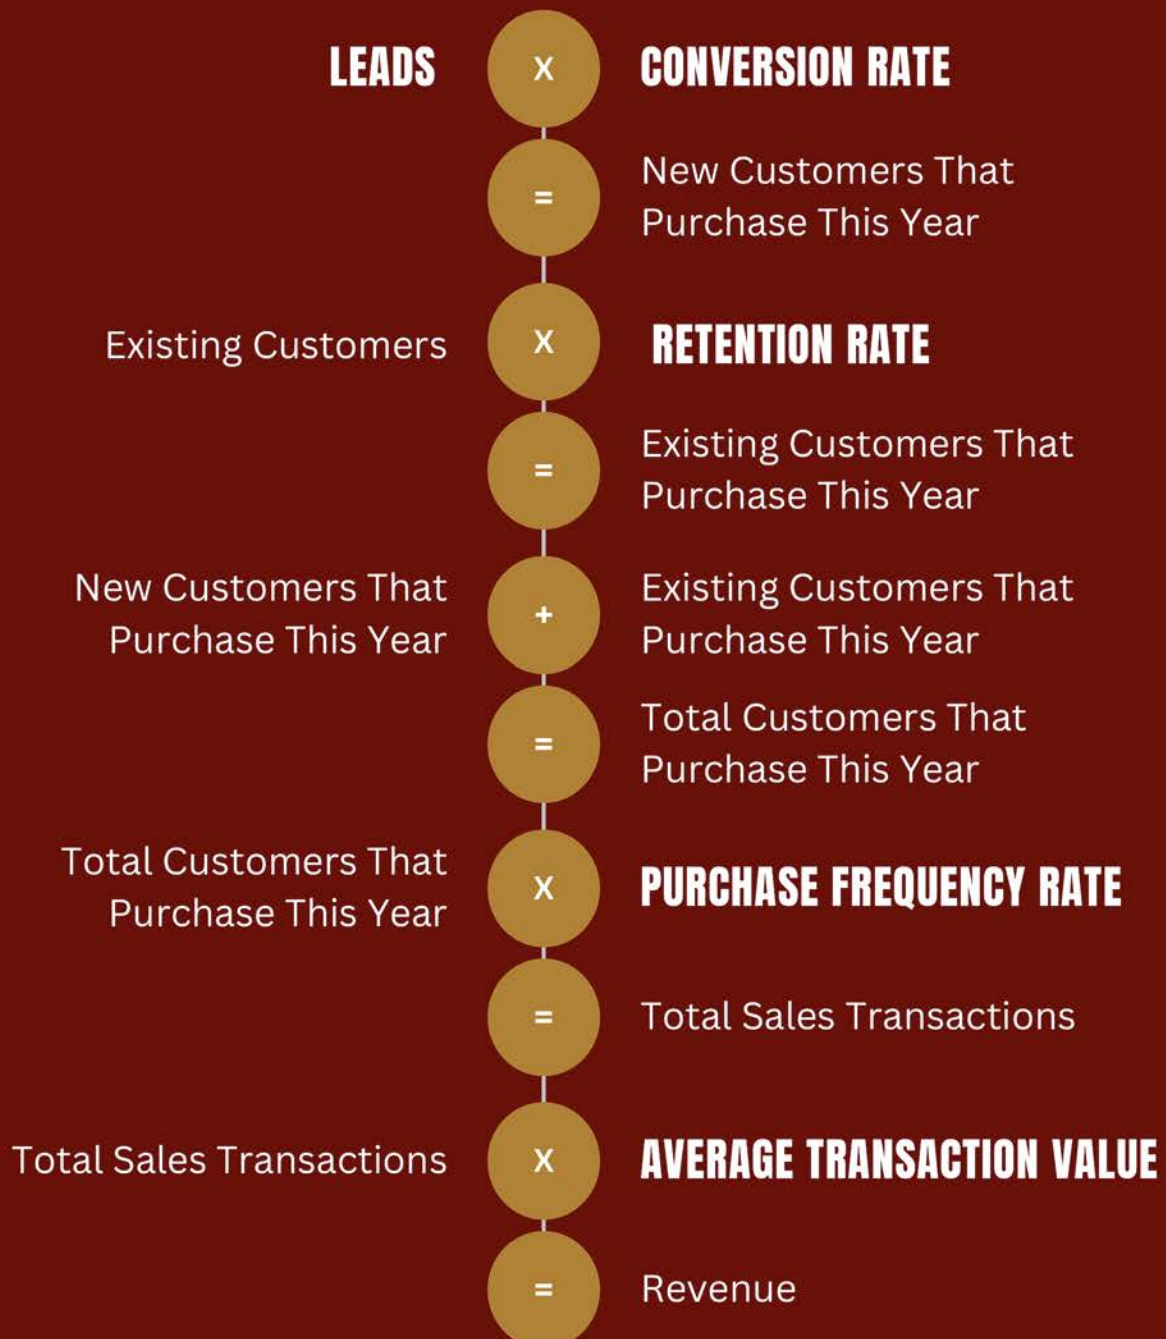 LEADS X CONVERSION RATE
= New Customers That
Purchase This Year
Existing Customers X RETENTION RATE
= Existing Customers That
Purchase This Year
New Customers That
Purchase This Year
+
Existing Customers That
Purchase This Year
= Total Customers That
Purchase This Year
Total Customers That
Purchase This Year
X
PURCHASE FREQUENCY RATE
= Total Sales Transactions
Total Sales Transactions X AVERAGE TRANSACTION VALUE
= Revenue